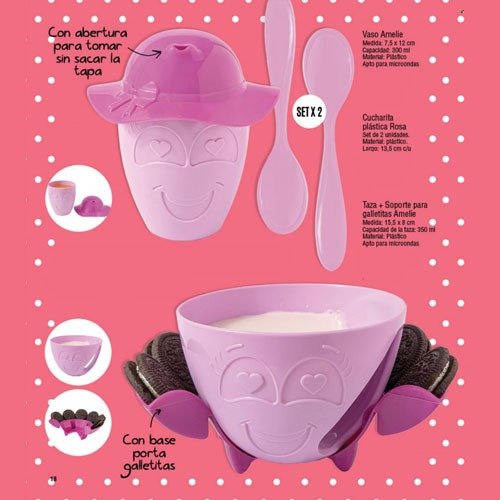 Con abertura
para tomar
sin sacar la
tapa
Vaso Amelie
Medida: 7,5 x 12 cm
Capacidad: 300 ml
Material: Plástico
Apto para microondas
SET X 2
Cucharita
plástica Rosa
Set de 2 unidades.
Material: plástico.
Largo: 13,5 cm c/u
Taza + Soporte para
galletitas Amelie
Medida: 15,5 x 8 cm
Capacidad de la taza: 350 ml
Material: Plástico
Apto para microondas
Con base
porta
galletitas